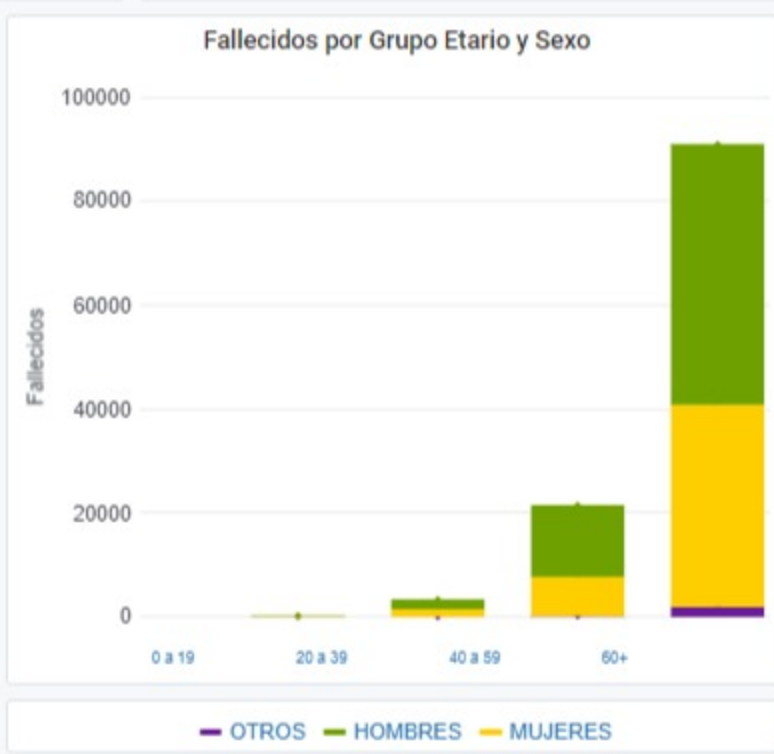 Fallecidos por Grupo Etario y Sexo
100000
80000
60000
40000
20000
0
Fallecidos
0 a 19 20 a 39 40 a 59 60+
OTROS HOMBRES MUJERES